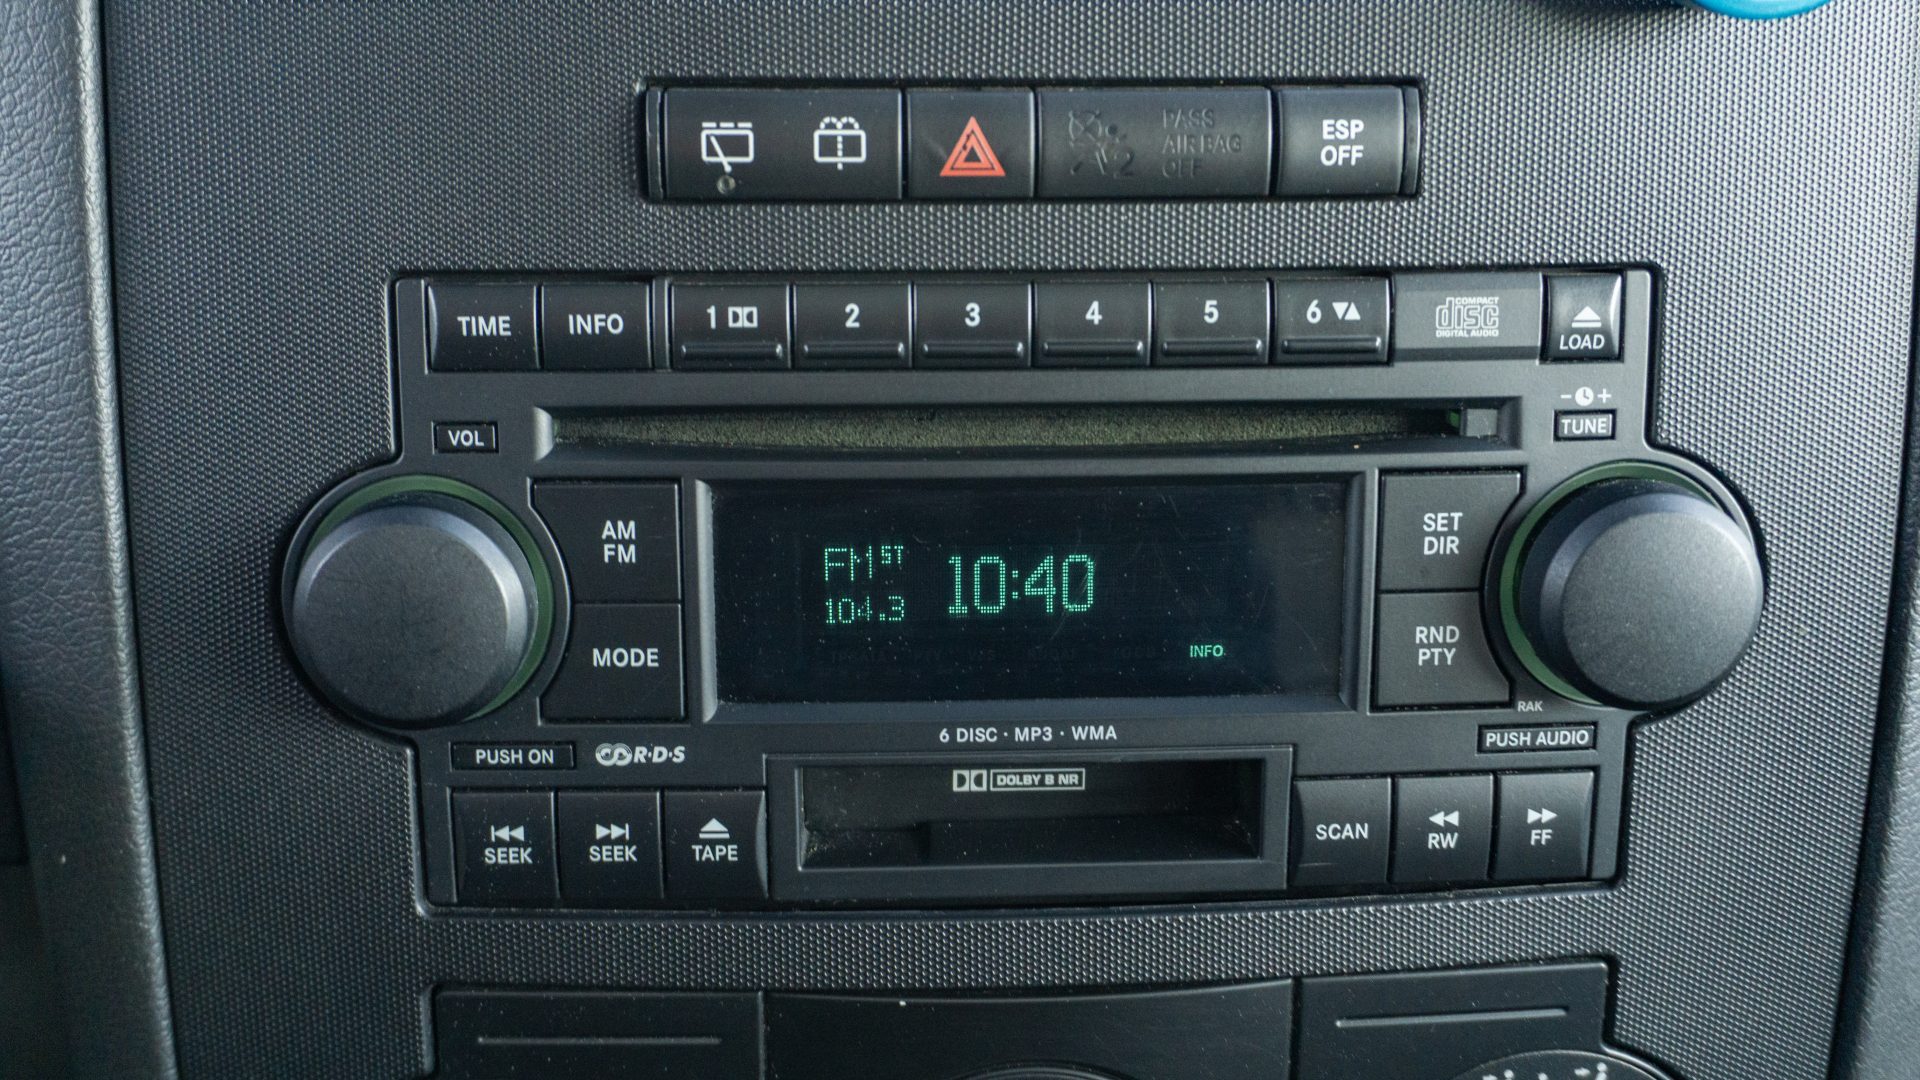 PASS
AIR BAG
OFF
ESP
OFF
TIME
INFO
1
2
3
4
5
6
COMPACT
disc
DIGITAL AUDIO
LOAD
VOL
- +
TUNE
AM
FM
FM ST
10:40
104.3
INFO
SET
DIR
MODE
RND
PTY
RAK
6 DISC · MP3 · WMA
PUSH ON
R·D·S
PUSH AUDIO
DOLBY B NR
SEEK
SEEK
TAPE
SCAN
RW
FF